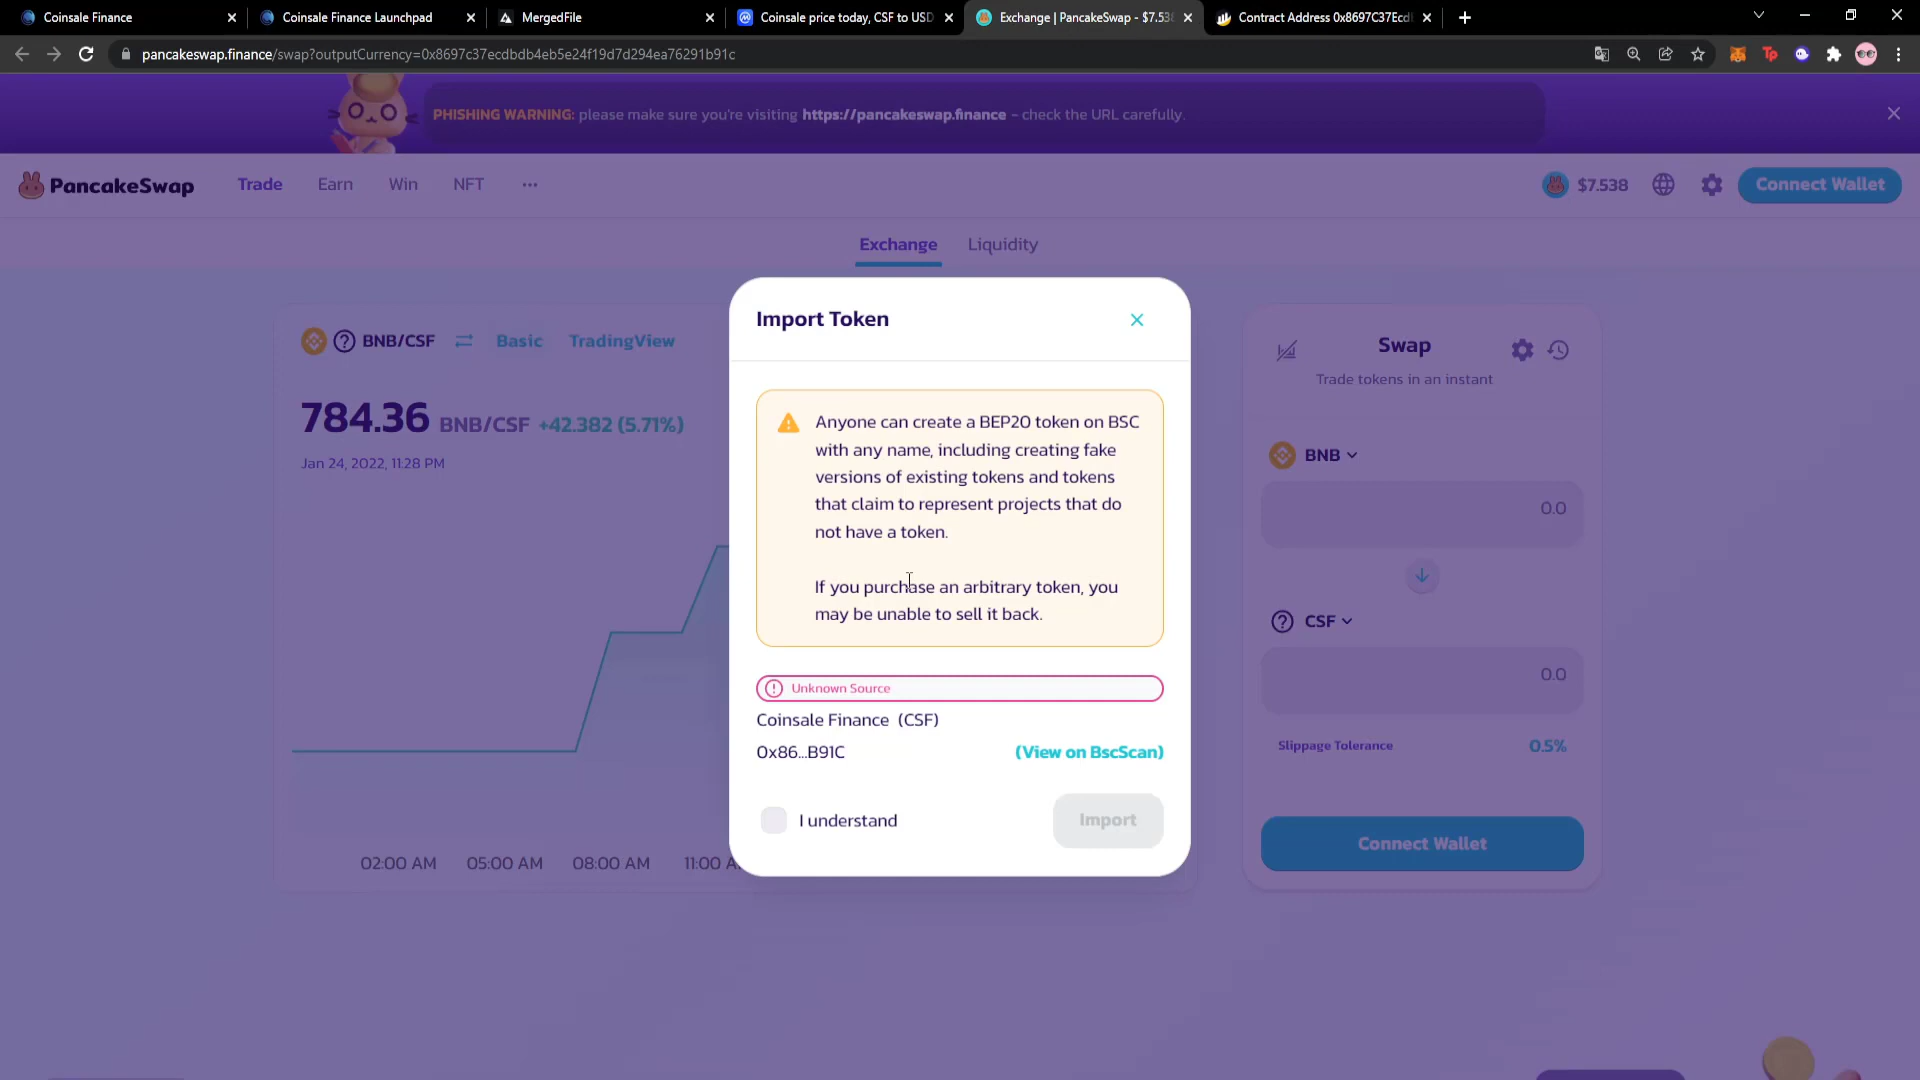 Coinsale Finance
Coinsale Finance Launchpad
MergedFile
Coinsale price today, CSF to USD
Exchange | PancakeSwap - $7.53
Contract Address 0x8697C37Ecd
pancakeswap.finance/swap?outputCurrency=0x8697c37ecdbdb4eb5e24f19d7d294ea76291b91c
PHISHING WARNING: please make sure you're visiting https://pancakeswap.finance - check the URL carefully.
PancakeSwap
Trade
Earn
Win
NFT
$7.538
Connect Wallet
Exchange
Liquidity
BNB/CSF
Basic
TradingView
784.36 BNB/CSF +42.382 (5.71%)
Jan 24, 2022, 11:28 PM
02:00 AM
05:00 AM
08:00 AM
11:00 A
Import Token
Anyone can create a BEP20 token on BSC
with any name, including creating fake
versions of existing tokens and tokens
that claim to represent projects that do
not have a token.
If you purchase an arbitrary token, you
may be unable to sell it back.
Unknown Source
Coinsale Finance (CSF)
0x86...B91C
(View on BscScan)
I understand
Import
Swap
Trade tokens in an instant
BNB
0.0
CSF
0.0
Slippage Tolerance
0.5%
Connect Wallet